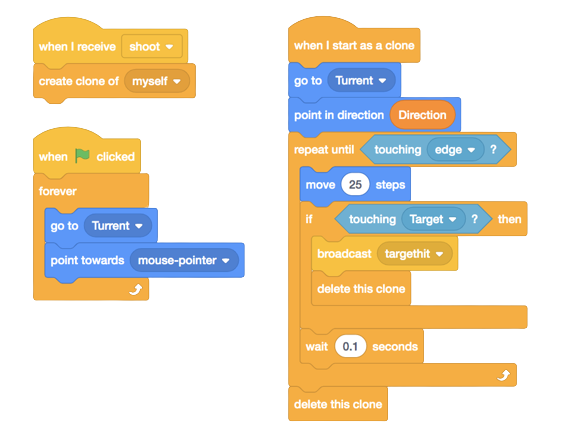 when I receive shoot
create clone of myself
when clicked
forever
go to Turrent
point towards mouse-pointer
when I start as a clone
go to Turrent
point in direction Direction
repeat until touching edge ?
move 25 steps
if touching Target ? then
broadcast targethit
delete this clone
wait 0.1 seconds
delete this clone